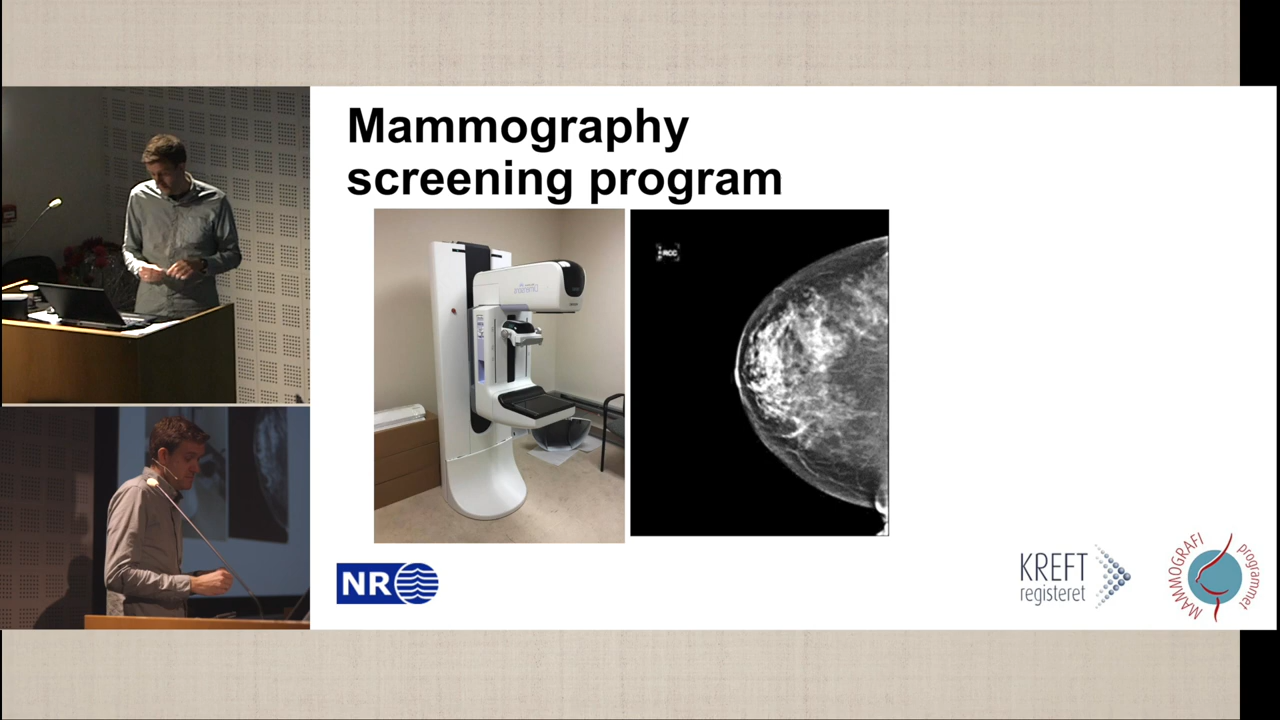 Mammography
screening program
RCC
NR
KREFT
registeret
MAMMOGRAFI
programmet